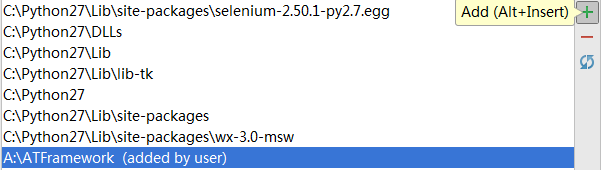 C:\Python27\Lib\site-packages\selenium-2.50.1-py2.7.egg
Add (Alt+Insert)
C:\Python27\DLLs
C:\Python27\Lib
C:\Python27\Lib\lib-tk
C:\Python27
C:\Python27\Lib\site-packages
C:\Python27\Lib\site-packages\wx-3.0-msw
A:\ATFramework (added by user)